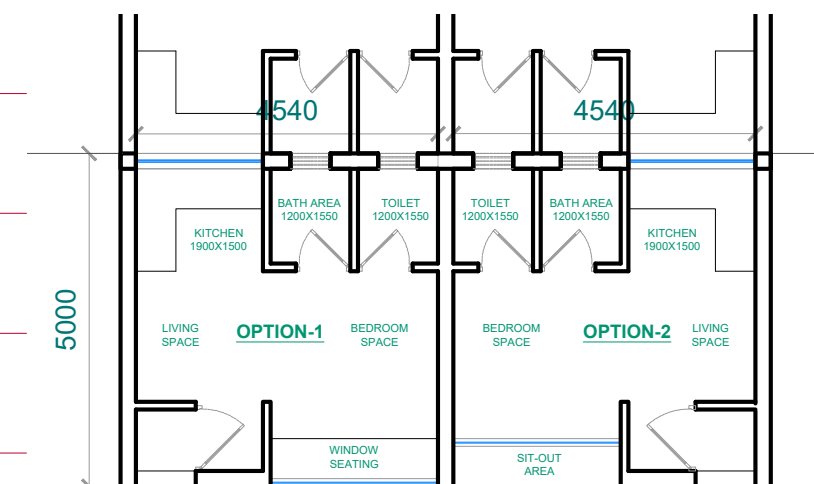 4540
4540
BATH AREA
1200X1550
TOILET
1200X1550
TOILET
1200X1550
BATH AREA
1200X1550
KITCHEN
1900X1500
KITCHEN
1900X1500
5000
LIVING
SPACE
OPTION-1
BEDROOM
SPACE
BEDROOM
SPACE
OPTION-2
LIVING
SPACE
WINDOW
SEATING
SIT-OUT
AREA